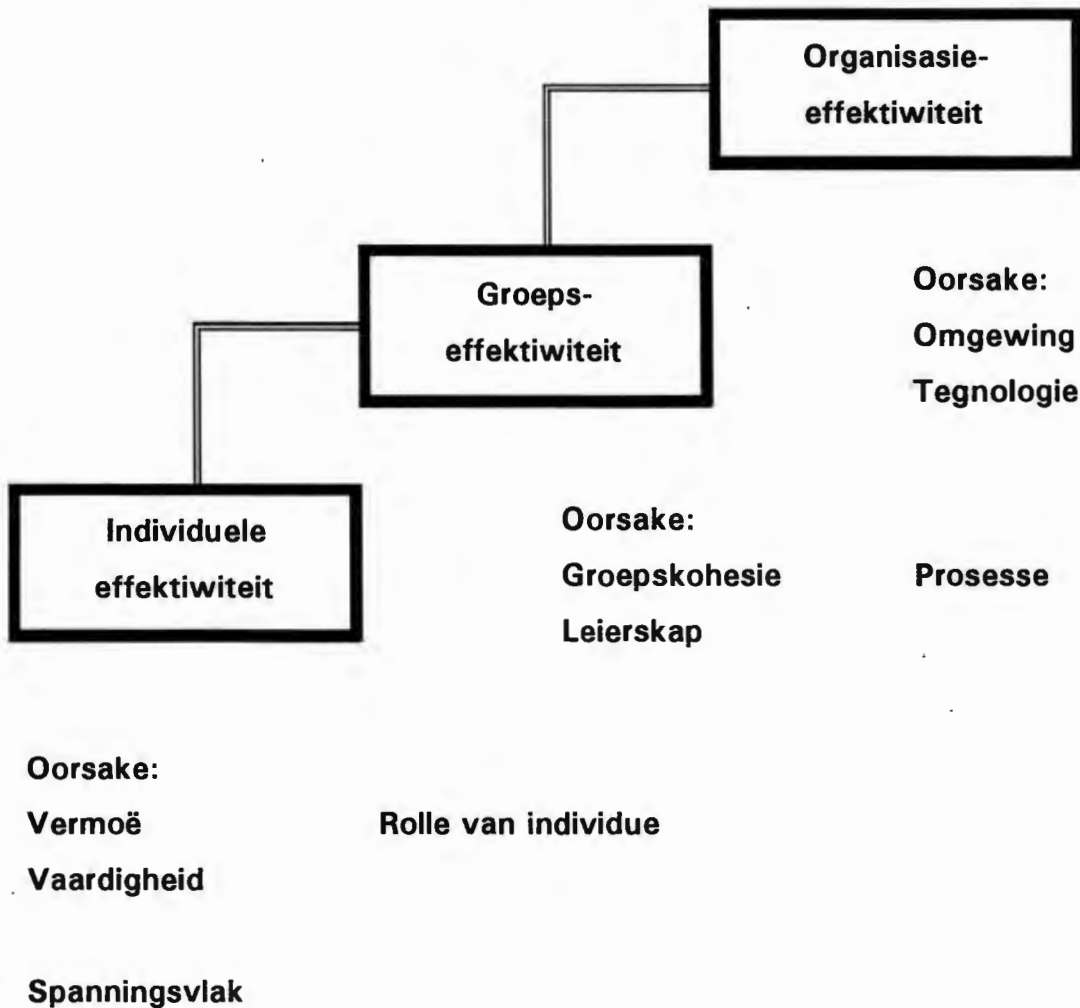 Organisasie-
effektiwiteit
Groeps-
effektiwiteit
Oorsake:
Omgewing
Tegnologie
Individuele
effektiwiteit
Oorsake:
Groepskohesie
Prosesse
Leierskap
Oorsake:
Vermoë
Rolle van individue
Vaardigheid
Spanningsvlak